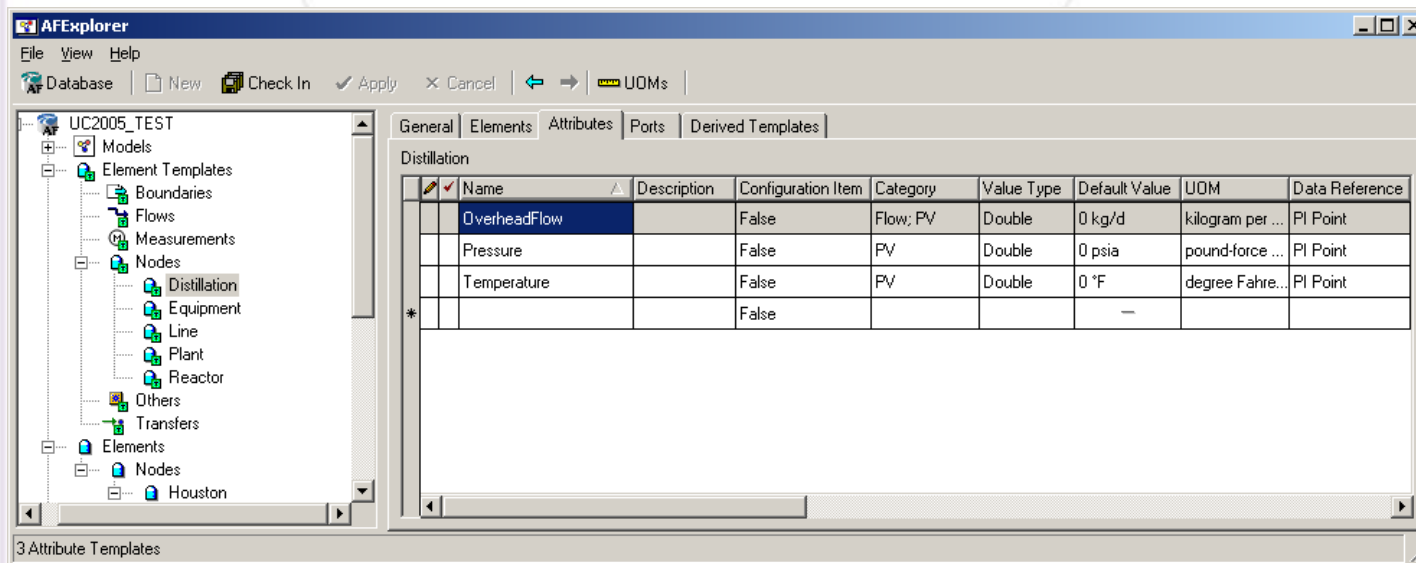 AFExplorer
File View Help
Database New Check In Apply Cancel UOMs
UC2005_TEST
Models
Element Templates
Boundaries
Flows
Measurements
Nodes
Distillation
Equipment
Line
Plant
Reactor
Others
Transfers
Elements
Nodes
Houston
General Elements Attributes Ports Derived Templates
Distillation
Name Description Configuration Item Category Value Type Default Value UOM Data Reference
OverheadFlow False Flow; PV Double 0 kg/d kilogram per ... PI Point
Pressure False PV Double 0 psia pound-force ... PI Point
Temperature False PV Double 0 °F degree Fahre... PI Point
* False —
3 Attribute Templates